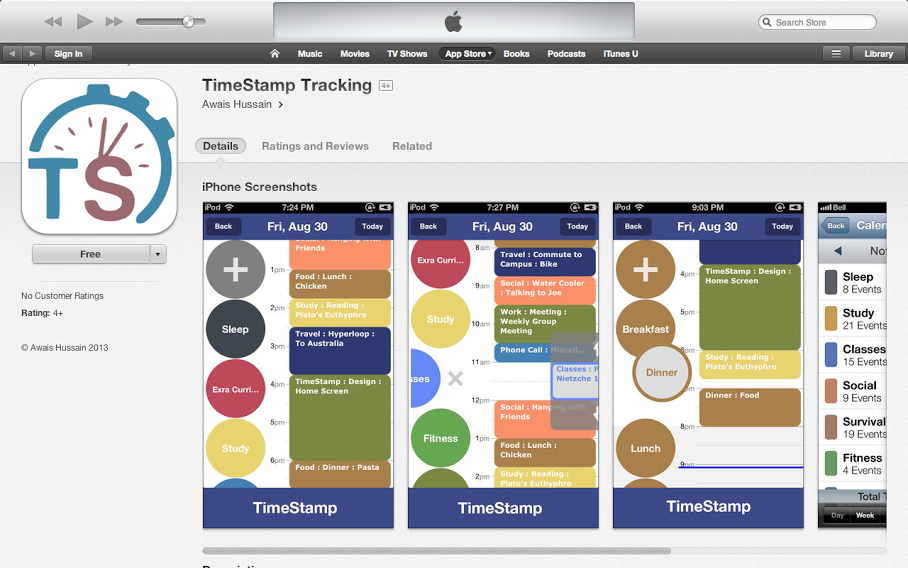 Search Store
Sign In
Music Movies TV Shows App Store Books Podcasts iTunes U
Library
TimeStamp Tracking 4+
Awais Hussain
Details Ratings and Reviews Related
TS
Free
No Customer Ratings
Rating: 4+
© Awais Hussain 2013
iPhone Screenshots
iPod 7:24 PM
Back Fri, Aug 30 Today
Friends
1pm
Food : Lunch :
Chicken
2pm
Study : Reading :
Plato's Euthyphro
Sleep
3pm
Travel : Hyperloop :
To Australia
4pm
Exra Curri...
TimeStamp : Design :
Home Screen
5pm
Study
6pm
Food : Dinner : Pasta
TimeStamp
iPod 7:27 PM
Back Fri, Aug 30 Today
8am
Exra Curri...
Travel : Commute to
Campus : Bike
9am
Social : Water Cooler
: Talking to Joe
Study
10am
Work : Meeting :
Weekly Group
Meeting
Phone Call : Miscell...
11am
sses
Classes : P
Nietzche 1
12pm
Social : Hanging with
Friends
Fitness
1pm
Food : Lunch :
Chicken
2pm
Study : Reading :
Plato's Euthyphro
TimeStamp
iPod 9:03 PM
Back Fri, Aug 30 Today
4pm
TimeStamp : Design :
Home Screen
5pm
Breakfast
6pm
Study : Reading :
Plato's Euthyphro
Dinner
Dinner : Food
8pm
Lunch
9pm
TimeStamp
Bell
Back Calen
Nov
Sleep
8 Events
Study
21 Events
Classes
15 Events
Social
9 Events
Survival
19 Events
Fitness
4 Events
Total T
Day Week